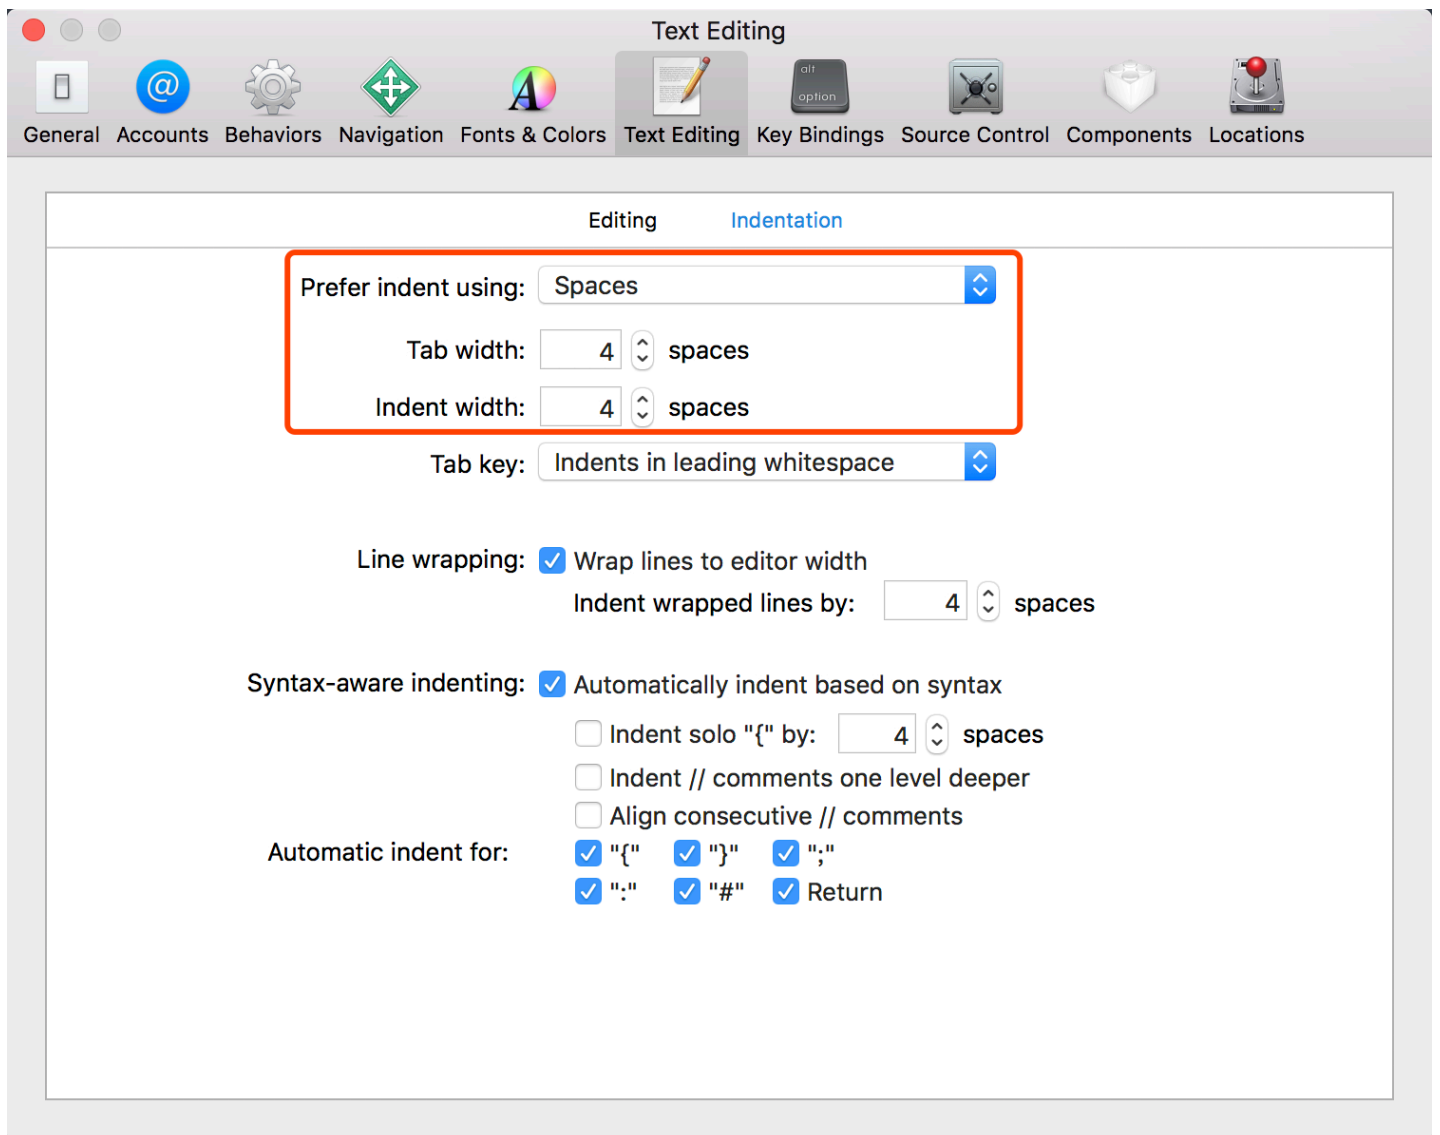 Text Editing
alt
option
General Accounts Behaviors Navigation Fonts & Colors Text Editing Key Bindings Source Control Components Locations
Editing Indentation
Prefer indent using: Spaces
Tab width: 4 spaces
Indent width: 4 spaces
Tab key: Indents in leading whitespace
Line wrapping: Wrap lines to editor width
Indent wrapped lines by: 4 spaces
Syntax-aware indenting: Automatically indent based on syntax
Indent solo "{" by: 4 spaces
Indent // comments one level deeper
Align consecutive // comments
Automatic indent for: "{" "}" ";"
":" "#" Return